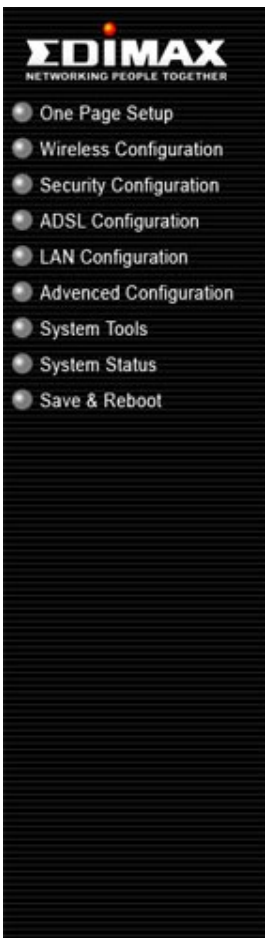 EDIMAX
NETWORKING PEOPLE TOGETHER
One Page Setup
Wireless Configuration
Security Configuration
ADSL Configuration
LAN Configuration
Advenced Configuration
System Tools
System Status
Save & Reboot